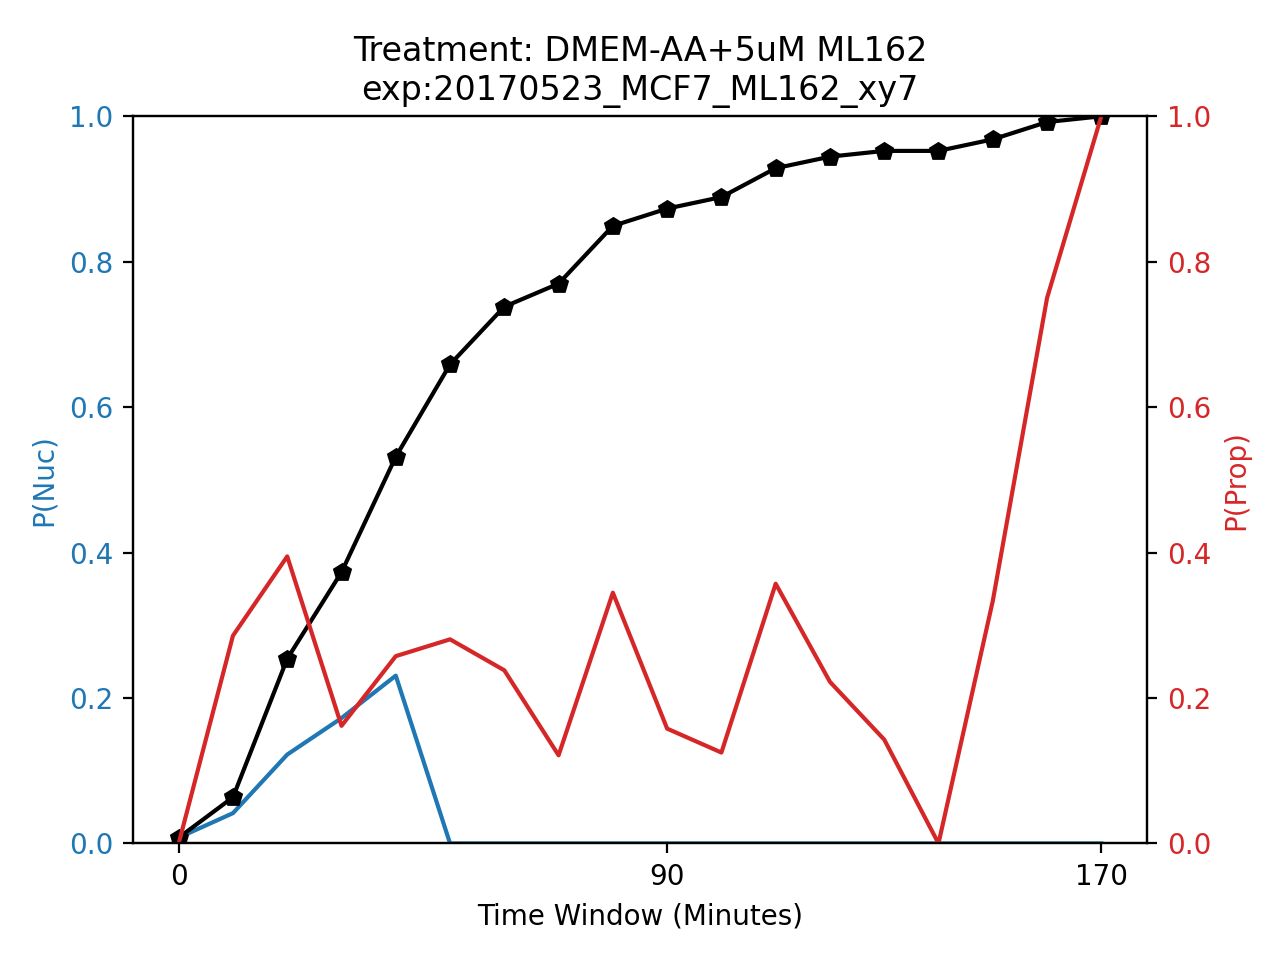 Treatment: DMEM-AA+5uM ML162
exp:20170523_MCF7_ML162_xy7
1.0
0.8
0.6
0.4
0.2
0.0
P(Nuc)
1.0
0.8
0.6
0.4
0.2
0.0
P(Prop)
0 90 170
Time Window (Minutes)